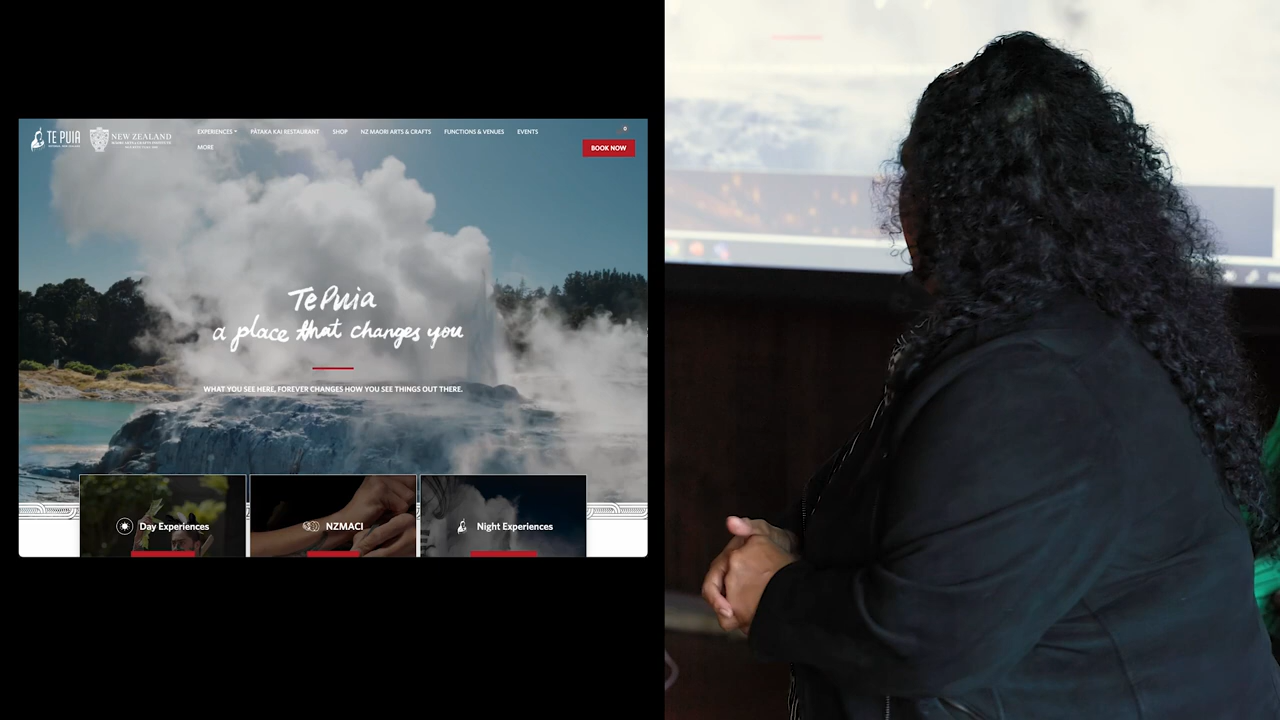 TE PUIA
NEW ZEALAND
EXPERIENCES
PĀTAKA KAI RESTAURANT
SHOP
NZ MAORI ARTS & CRAFTS
FUNCTIONS & VENUES
EVENTS
0
MORE
BOOK NOW
Te Puia
a place that changes you
WHAT YOU SEE HERE, FOREVER CHANGES HOW YOU SEE THINGS OUT THERE.
Day Experiences
NZMACI
Night Experiences